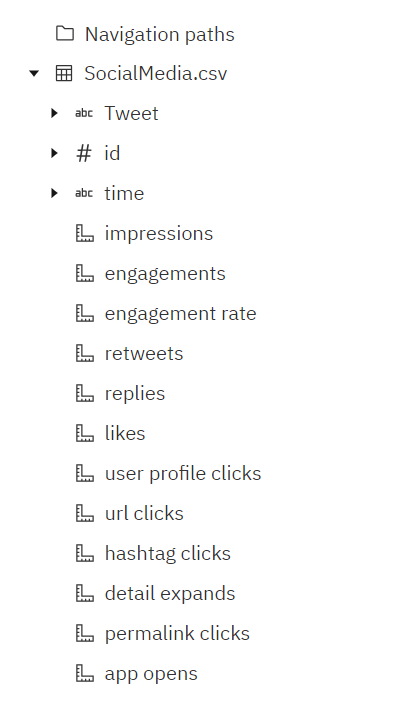 Navigation paths
SocialMedia.csv
abc Tweet
# id
abc time
impressions
engagements
engagement rate
retweets
replies
likes
user profile clicks
url clicks
hashtag clicks
detail expands
permalink clicks
app opens